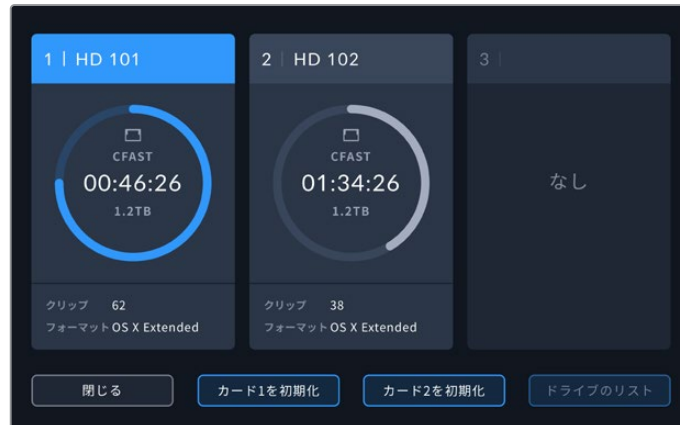 1 | HD 101
CFAST
00:46:26
1.2TB
クリップ 62
フォーマット OS X Extended
2 | HD 102
CFAST
01:34:26
1.2TB
クリップ 38
フォーマット OS X Extended
3 |
なし
閉じる
カード1を初期化
カード2を初期化
ドライブのリスト